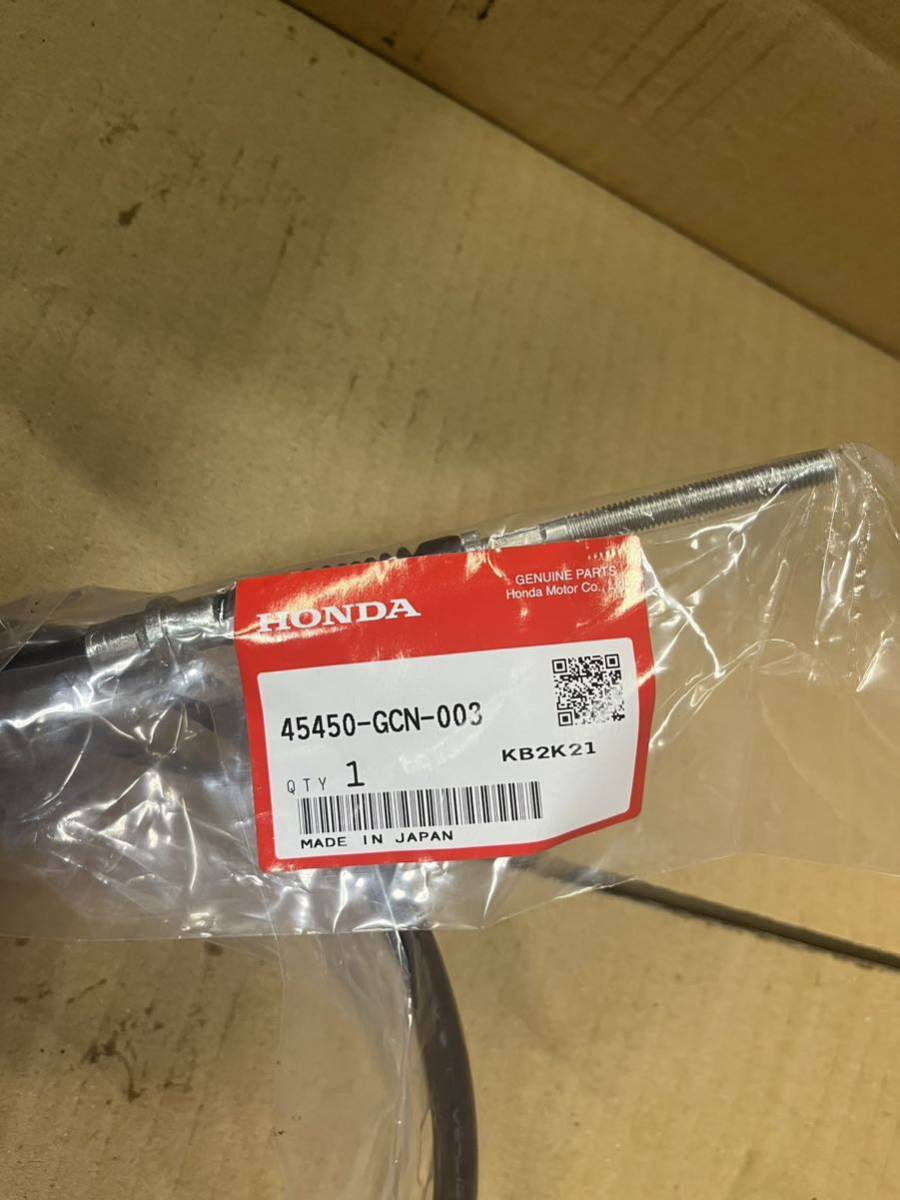 GENUINE PARTS
Honda Motor Co.,
HONDA
45450-GCN-003
KB2K21
QTY 1
MADE IN JAPAN